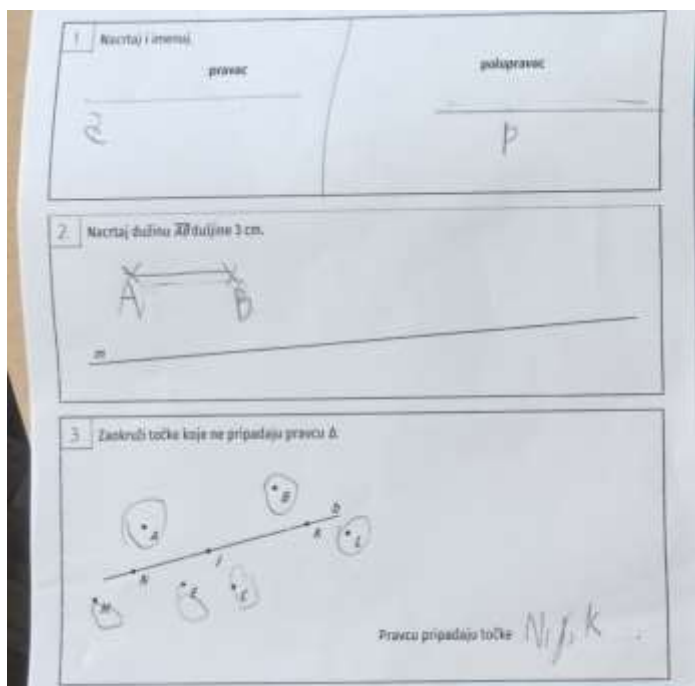 1. Nacrtaj i imenuj.
pravac
polupravac
p
2. Nacrtaj dužinu AB duljine 3 cm.
A B
m
3. Zaokruži točke koje ne pripadaju pravcu b.
B
b
A
K
L
J
N
E
C
M
Pravcu pripadaju točke N, J, K.